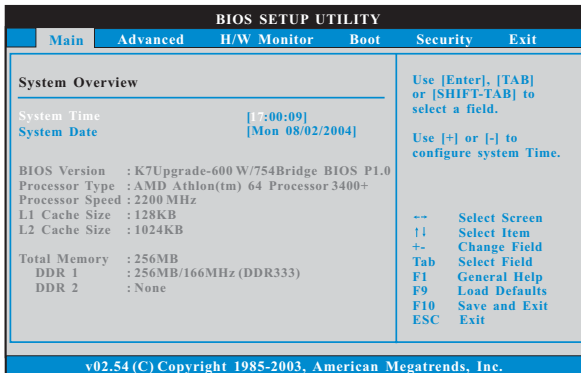 BIOS SETUP UTILITY
Main Advanced H/W Monitor Boot Security Exit
System Overview
System Time [17:00:09]
System Date [Mon 08/02/2004]
BIOS Version : K7Upgrade-600 W/754Bridge BIOS P1.0
Processor Type : AMD Athlon(tm) 64 Processor 3400+
Processor Speed : 2200 MHz
L1 Cache Size : 128KB
L2 Cache Size : 1024KB
Total Memory : 256MB
DDR 1 : 256MB/166MHz (DDR333)
DDR 2 : None
Use [Enter], [TAB]
or [SHIFT-TAB] to
select a field.
Use [+] or [-] to
configure system Time.
←→ Select Screen
↑↓ Select Item
+- Change Field
Tab Select Field
F1 General Help
F9 Load Defaults
F10 Save and Exit
ESC Exit
v02.54 (C) Copyright 1985-2003, American Megatrends, Inc.